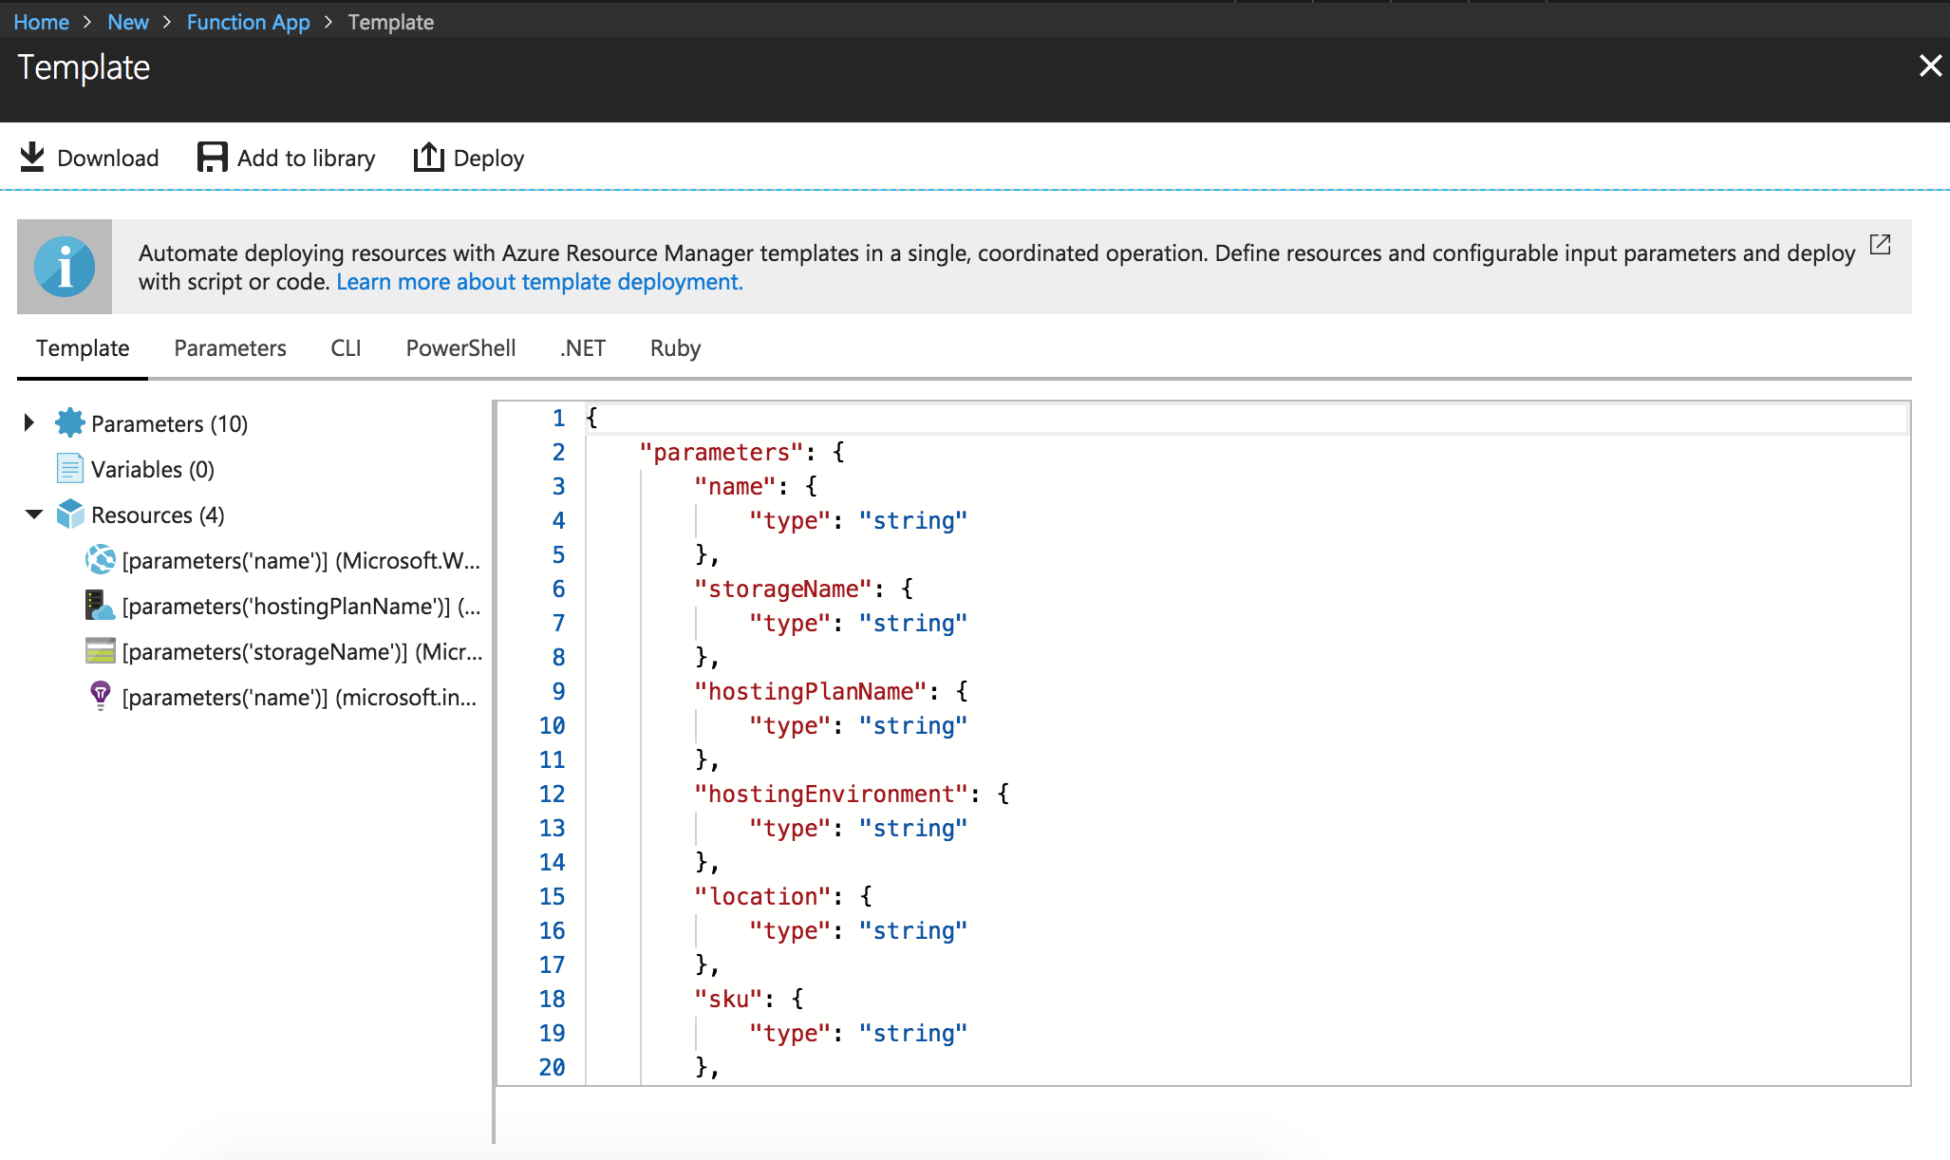 Home > New > Function App > Template
Template
Download Add to library Deploy
Automate deploying resources with Azure Resource Manager templates in a single, coordinated operation. Define resources and configurable input parameters and deploy
with script or code. Learn more about template deployment.
Template Parameters CLI PowerShell .NET Ruby
Parameters (10)
Variables (0)
Resources (4)
[parameters('name')] (Microsoft.W...
[parameters('hostingPlanName')] (...
[parameters('storageName')] (Micr...
[parameters('name')] (microsoft.in...
1 {
2 "parameters": {
3 "name": {
4 "type": "string"
5 },
6 "storageName": {
7 "type": "string"
8 },
9 "hostingPlanName": {
10 "type": "string"
11 },
12 "hostingEnvironment": {
13 "type": "string"
14 },
15 "location": {
16 "type": "string"
17 },
18 "sku": {
19 "type": "string"
20 },